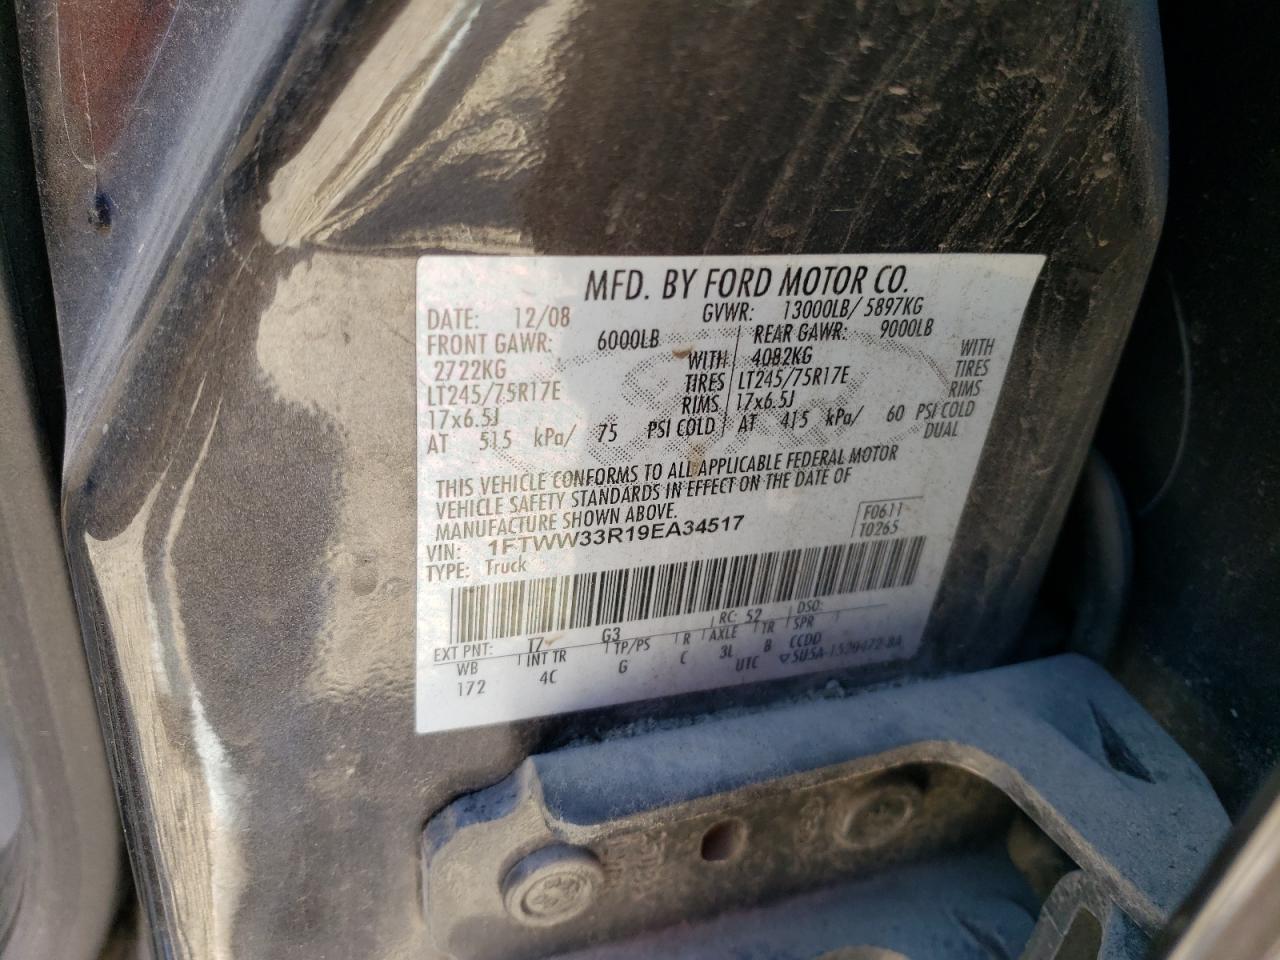 MFD. BY FORD MOTOR CO.
DATE: 12/08 GVWR: 13000LB/ 5897KG
FRONT GAWR: 6000LB REAR GAWR: 9000LB
2722KG WITH 4082KG WITH
LT245/75R17E TIRES LT245/75R17E TIRES
17x6.5J RIMS 17x6.5J RIMS
AT 515 kPa/ 75 PSI COLD AT 415 kPa/ 60 PSI COLD
DUAL
THIS VEHICLE CONFORMS TO ALL APPLICABLE FEDERAL MOTOR
VEHICLE SAFETY STANDARDS IN EFFECT ON THE DATE OF
MANUFACTURE SHOWN ABOVE.
VIN: 1FTWW33R19EA34517 F0611
TYPE: Truck T0265
EXT PNT: T7 G3 RC: 52 DSO:
WB INT TR TP/PS R AXLE TR SPR
172 4C G C 3L B CCDD
UTC